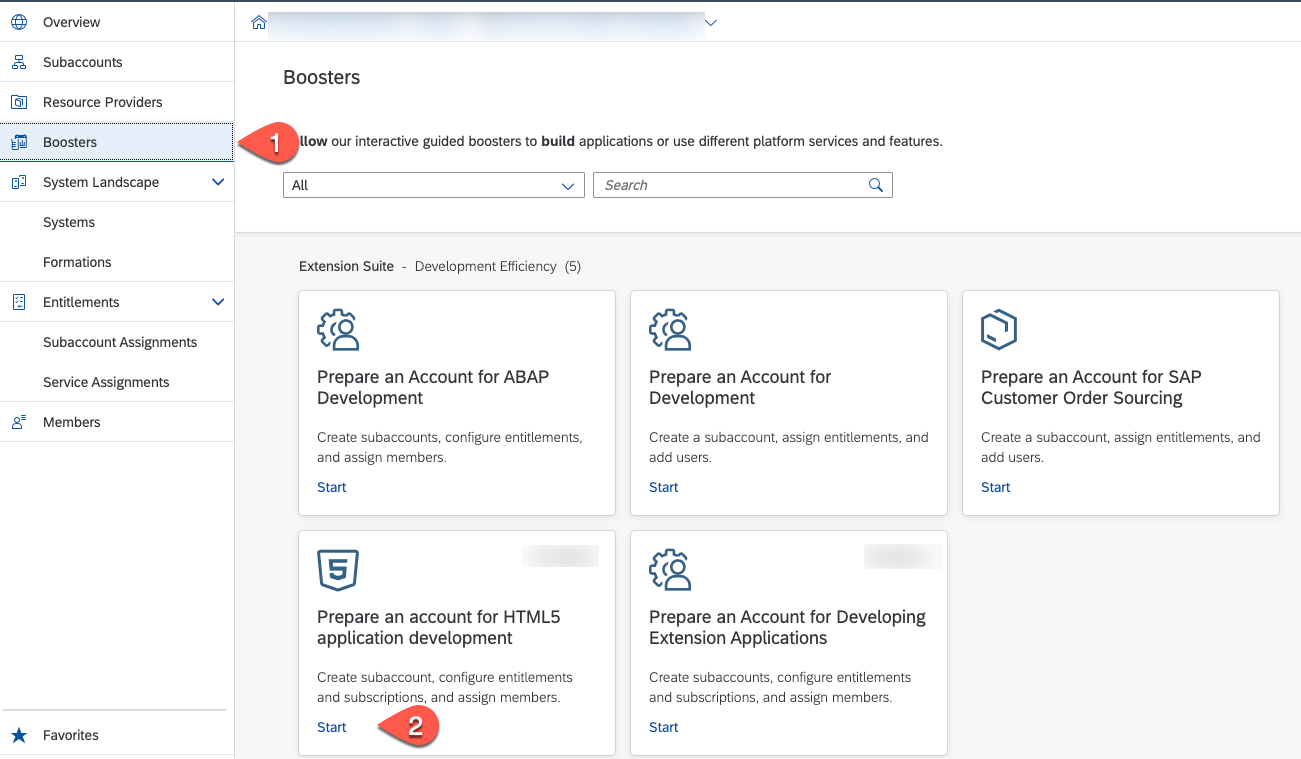 Overview
Subaccounts
Resource Providers
Boosters
System Landscape
Systems
Formations
Entitlements
Subaccount Assignments
Service Assignments
Members
Favorites
Boosters
1
llow our interactive guided boosters to build applications or use different platform services and features.
All
Search
Extension Suite - Development Efficiency (5)
Prepare an Account for ABAP
Development
Create subaccounts, configure entitlements,
and assign members.
Start
Prepare an Account for
Development
Create a subaccount, assign entitlements, and
add users.
Start
Prepare an Account for SAP
Customer Order Sourcing
Create a subaccount, assign entitlements, and
add users.
Start
5
Prepare an account for HTML5
application development
Create subaccount, configure entitlements
and subscriptions, and assign members.
Start
2
Prepare an Account for Developing
Extension Applications
Create subaccounts, configure entitlements
and subscriptions, and assign members.
Start